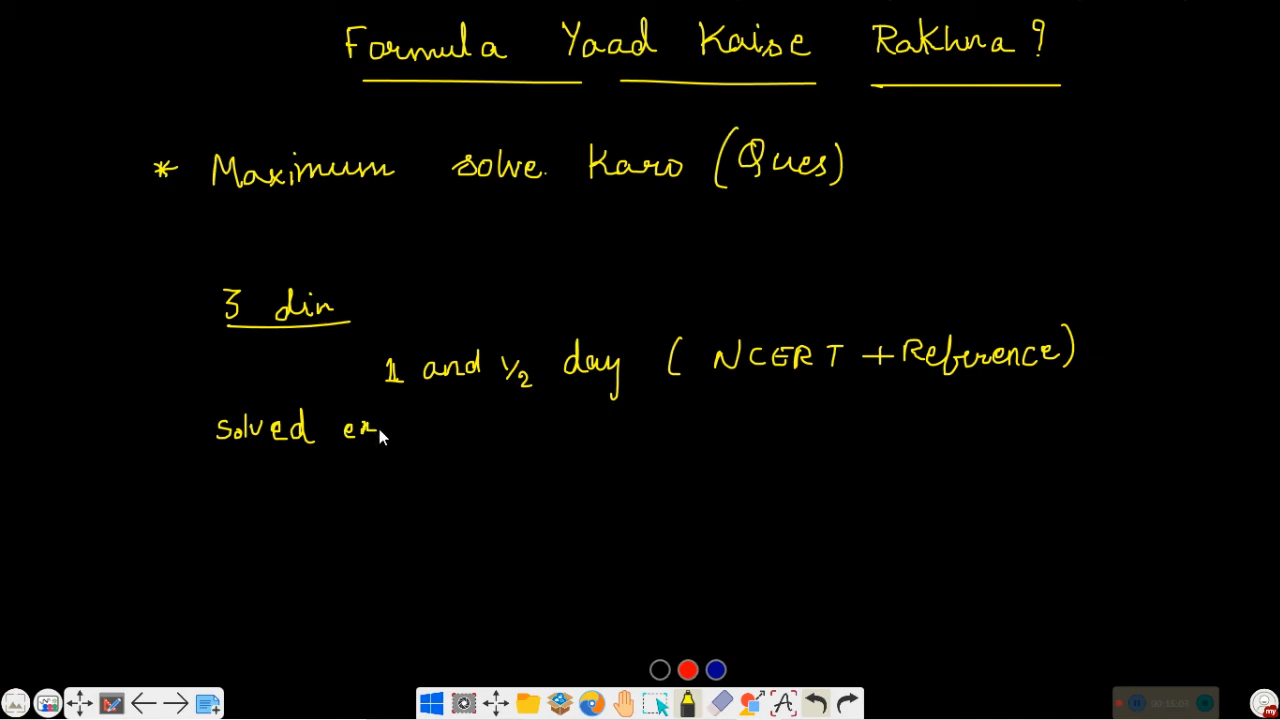 Formula Yaad Kaise Rakhna?
* Maximum solve Karo (Ques)
3 din
1 and 1/2 day (NCERT + Reference)
solved ex